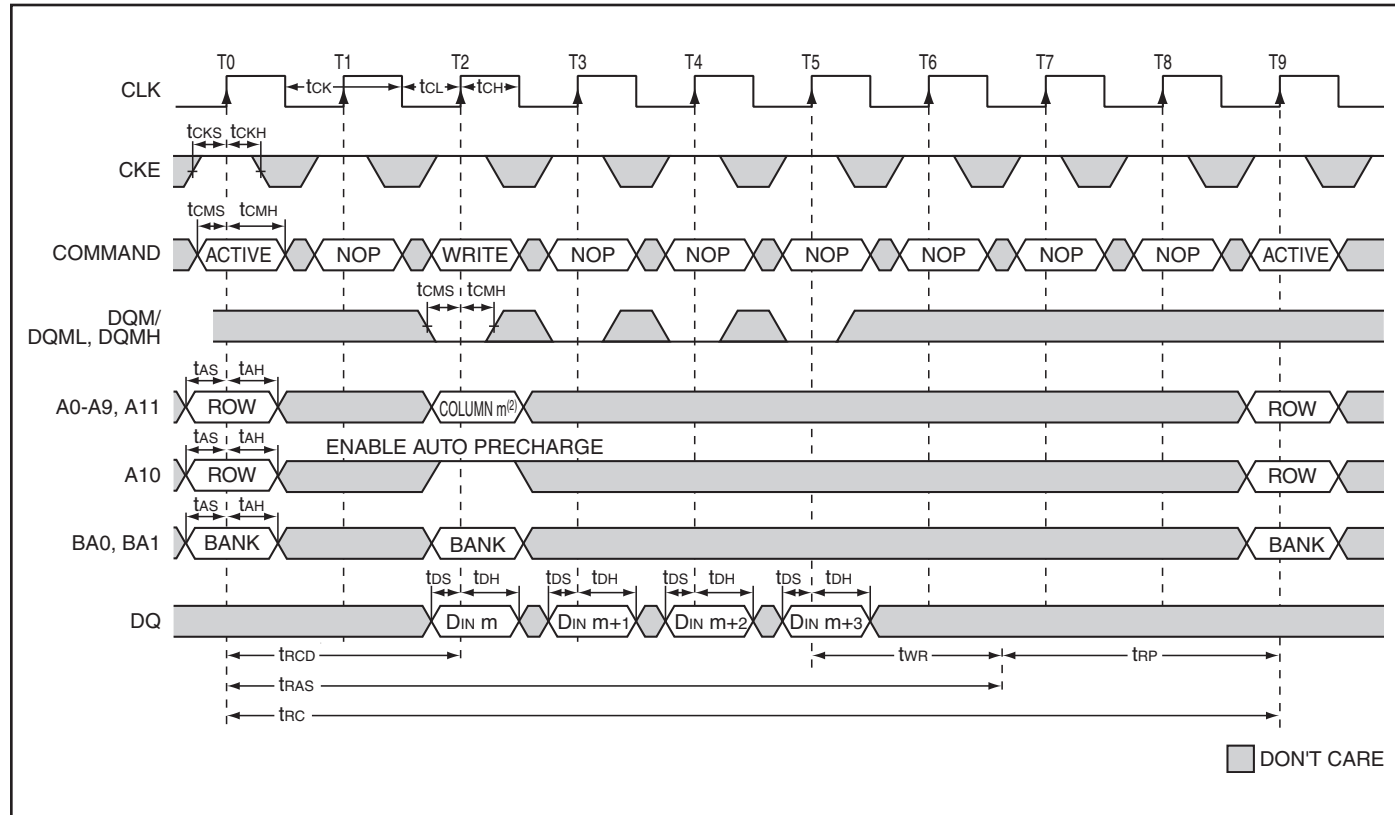 T0 T1 T2 T3 T4 T5 T6 T7 T8 T9
CLK tCK tCL tCH
tCKS tCKH
CKE
tCMS tCMH
COMMAND ACTIVE NOP WRITE NOP NOP NOP NOP NOP NOP ACTIVE
tCMS tCMH
DQM/
DQML, DQMH
tAS tAH
A0-A9, A11 ROW COLUMN m(2) ROW
tAS tAH ENABLE AUTO PRECHARGE
A10 ROW ROW
tAS tAH
BA0, BA1 BANK BANK BANK
tDS tDH tDS tDH tDS tDH tDS tDH
DQ DIN m DIN m+1 DIN m+2 DIN m+3
tRCD tWR tRP
tRAS
tRC
DON'T CARE